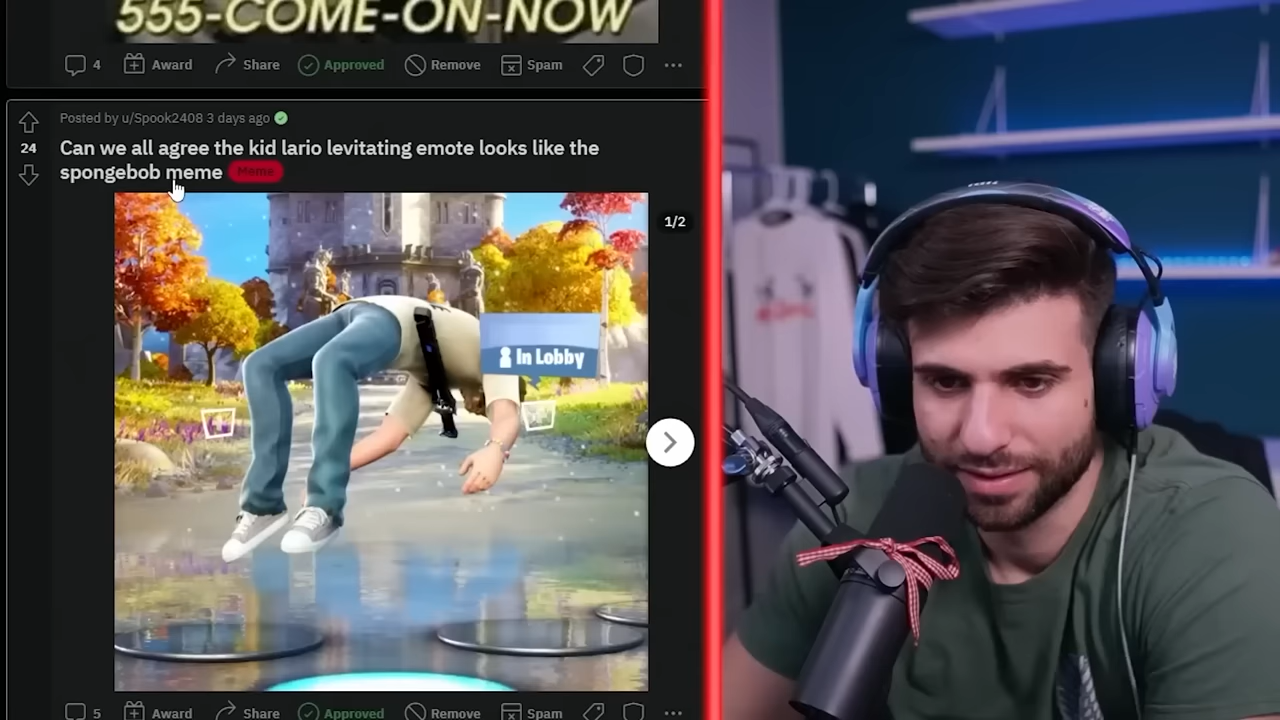 555-COME-ON-NOW
4 Award Share Approved Remove Spam
Posted by u/Spook2408 3 days ago
24
Can we all agree the kid lario levitating emote looks like the
spongebob meme Meme
1/2
In Lobby
5 Award Share Approved Remove Spam